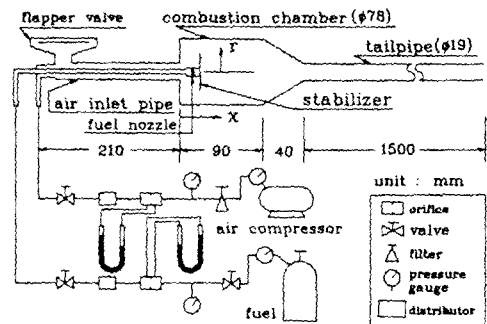 flapper valve
combustion chamber(φ78)
r
tailpipe(φ19)
air inlet pipe
fuel nozzle
stabilizer
x
210
90
40
1500
unit : mm
air compressor
fuel
orifice
valve
filter
pressure gauge
distributor